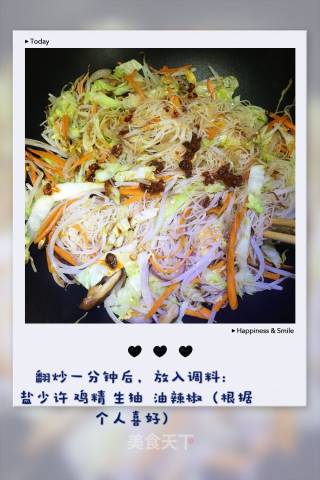 Today
Happiness & Smile
翻炒一分钟后，放入调料：
盐少许 鸡精 生抽 油辣椒（根据
个人喜好）
美食天下